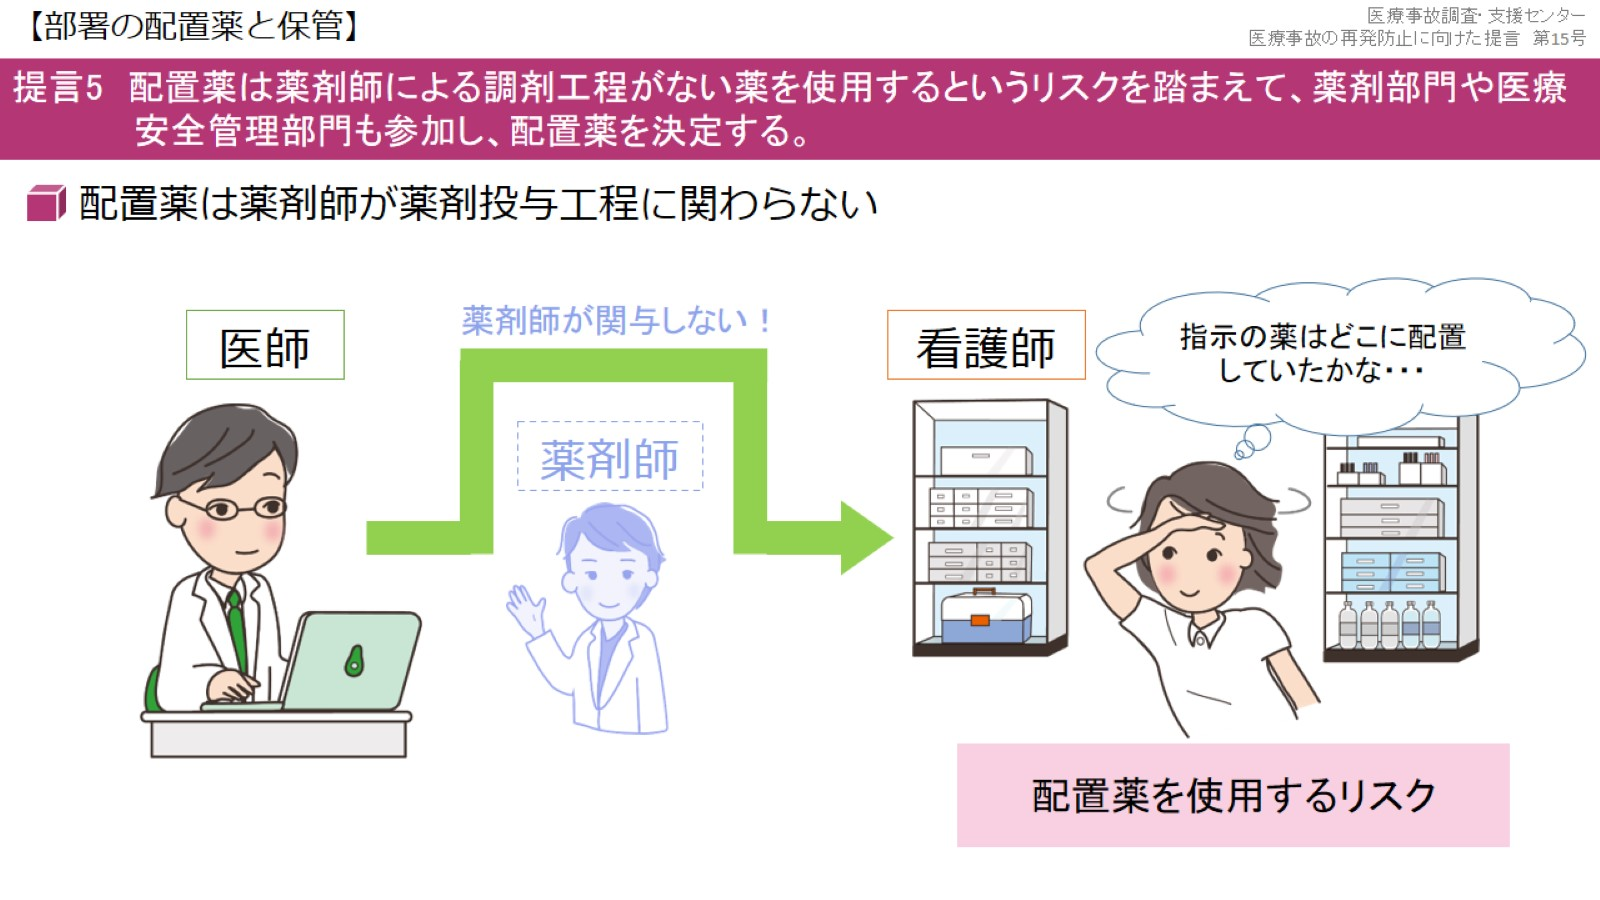 【部署の配置薬と保管】
医療事故調査・支援センター
医療事故の再発防止に向けた提言 第15号
提言5 配置薬は薬剤師による調剤工程がない薬を使用するというリスクを踏まえて、薬剤部門や医療
安全管理部門も参加し、配置薬を決定する。
配置薬は薬剤師が薬剤投与工程に関わらない
医師
薬剤師が関与しない！
薬剤師
看護師
指示の薬はどこに配置
していたかな・・・
配置薬を使用するリスク